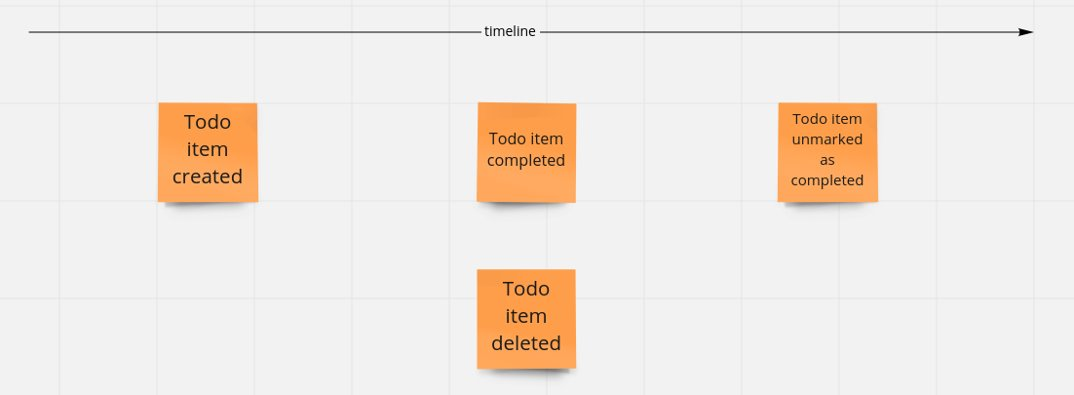 timeline
Todo
item
created
Todo item
completed
Todo item
unmarked
as
completed
Todo
item
deleted